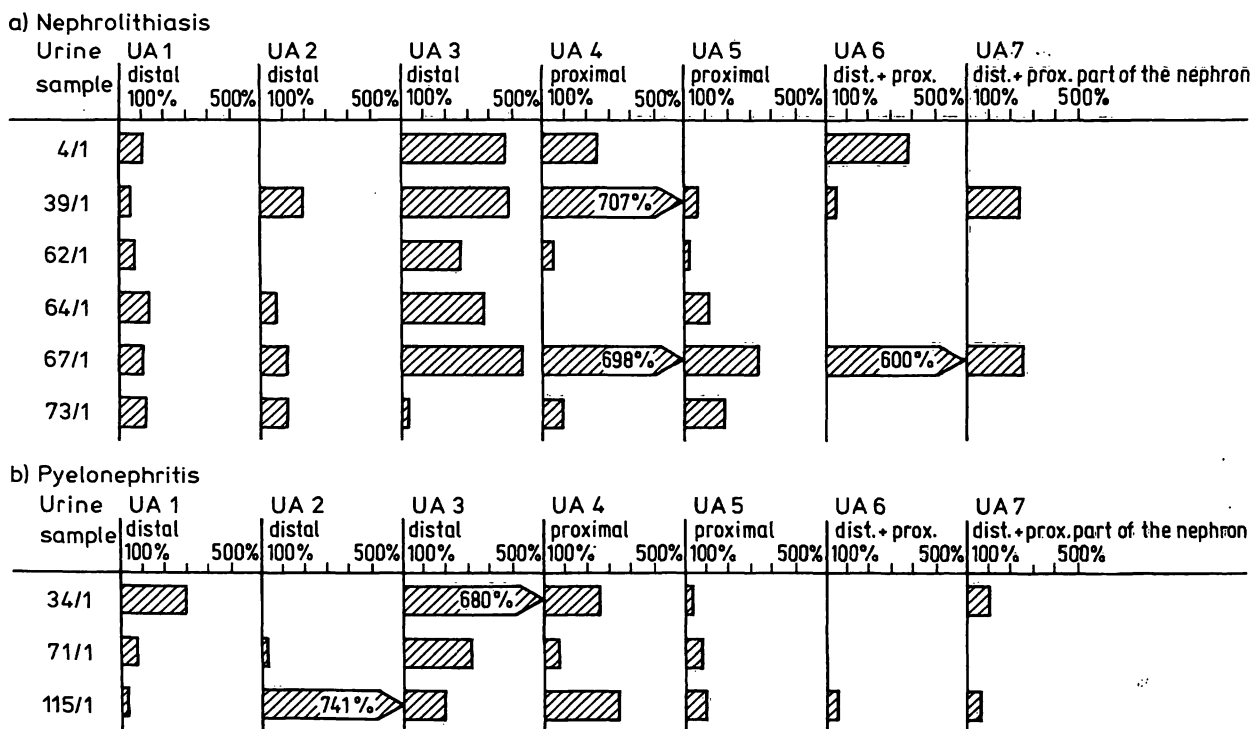 a) Nephrolithiasis
Urine sample UA 1 distal UA 2 distal UA 3 distal UA 4 proximal UA 5 proximal UA 6 dist. + prox. UA 7 dist. + prox. part of the nephron
100% 500% 100% 500% 100% 500% 100% 500% 100% 500% 100% 500% 100% 500%
4/1
39/1 707%
62/1
64/1
67/1 698% 600%
73/1
b) Pyelonephritis
Urine sample UA 1 distal UA 2 distal UA 3 distal UA 4 proximal UA 5 proximal UA 6 dist. + prox. UA 7 dist. + prox. part of the nephron
100% 500% 100% 500% 100% 500% 100% 500% 100% 500% 100% 500% 100% 500%
34/1 680%
71/1
115/1 741%